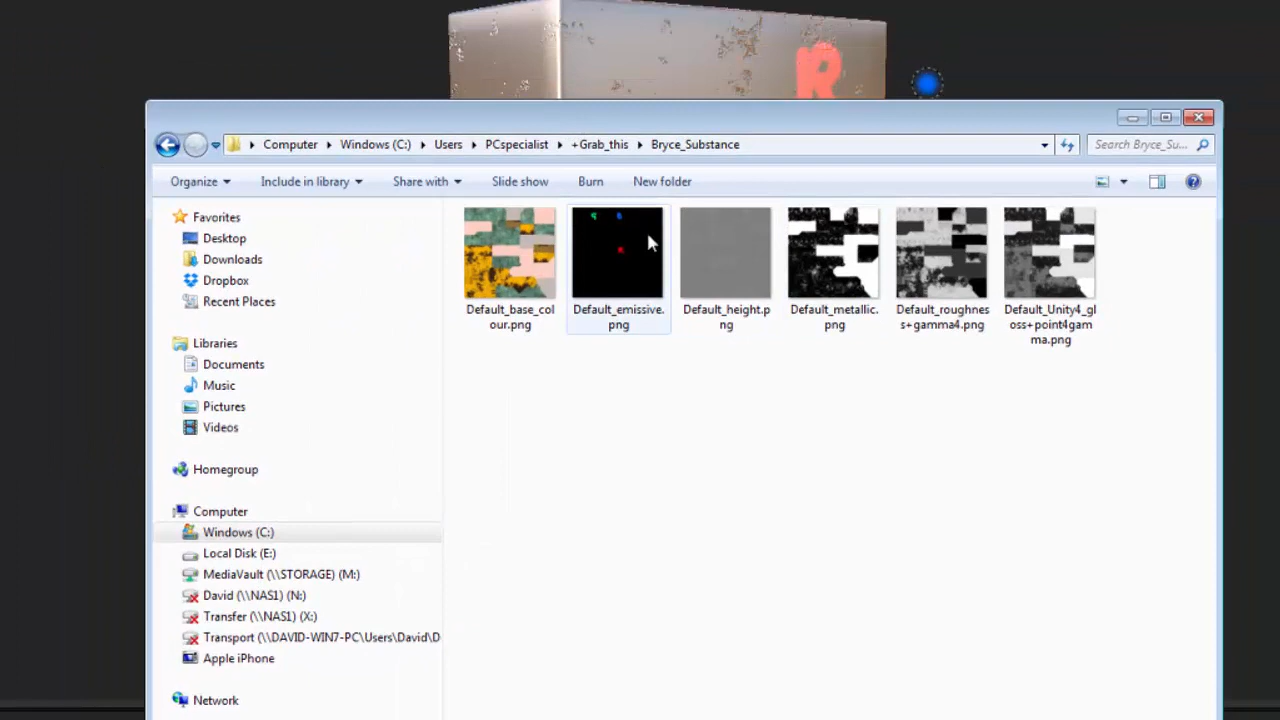 R
Computer Windows (C:) Users PCspecialist +Grab_this Bryce_Substance
Search Bryce_Su...
Organize Include in library Share with Slide show Burn New folder
Favorites
Desktop
Downloads
Dropbox
Recent Places
Libraries
Documents
Music
Pictures
Videos
Homegroup
Computer
Windows (C:)
Local Disk (E:)
MediaVault (\\STORAGE) (M:)
David (\\NAS1) (N:)
Transfer (\\NAS1) (X:)
Transport (\\DAVID-WIN7-PC\Users\David\D
Apple iPhone
Network
Default_base_col
our.png
Default_emissive.
png
Default_height.p
ng
Default_metallic.
png
Default_roughnes
s+gamma4.png
Default_Unity4_gl
oss+point4gam
ma.png